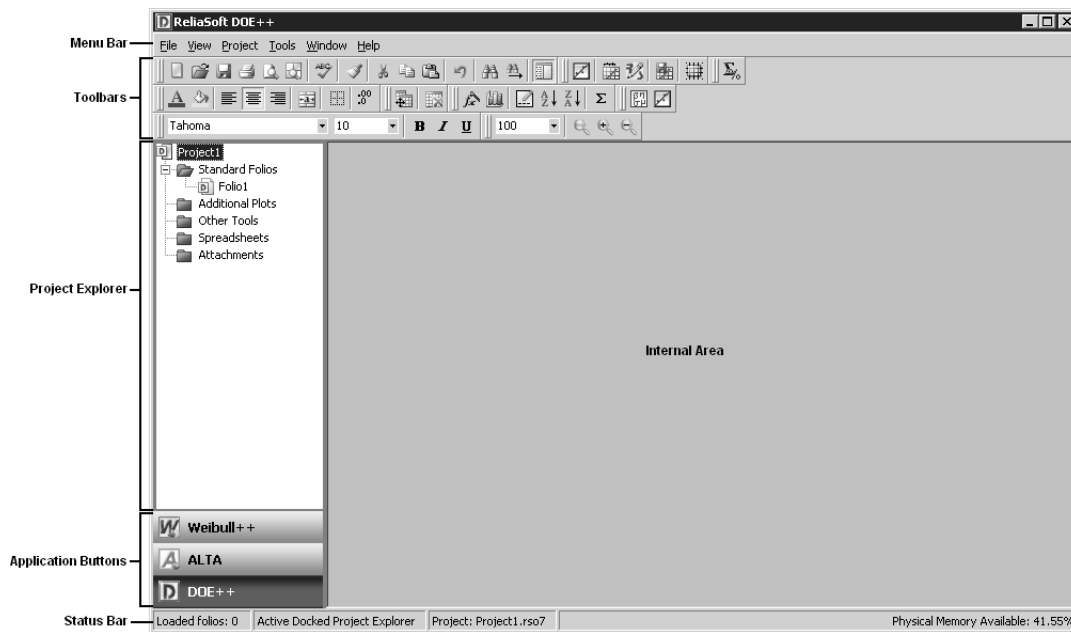 ReliaSoft DOE++
Menu Bar
File View Project Tools Window Help
Toolbars
ABC
Tahoma 10 B I U 100
Project1
Standard Folios
Folio1
Additional Plots
Other Tools
Spreadsheets
Attachments
Project Explorer
Internal Area
Application Buttons
Weibull++
ALTA
DOE++
Status Bar
Loaded folios: 0 Active Docked Project Explorer Project: Project1.rso7 Physical Memory Available: 41.55%